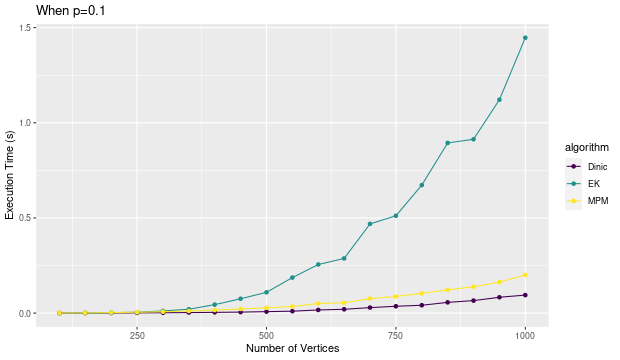 When p=0.1
1.5
1.0
0.5
0.0
Execution Time (s)
250
500
750
1000
Number of Vertices
algorithm
Dinic
EK
MPM